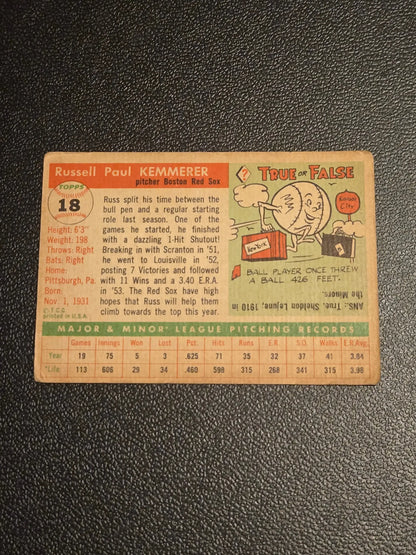 Russell Paul KEMMERER
pitcher Boston Red Sox
TOPPS
18
Height: 6'3"
Weight: 198
Throws: Right
Bats: Right
Home:
Pittsburgh, Pa.
Born:
Nov. 1, 1931
© T.C.G.
printed in U.S.A.
Russ split his time between the
bull pen and a regular starting
role last season. One of the
games he started, he finished
with a dazzling 1-Hit Shutout!
Breaking in with Scranton in '51,
he went to Louisville in '52,
posting 7 Victories and followed
with 11 Wins and a 3.40 E.R.A.
in '53. The Red Sox have high
hopes that Russ will help them
climb towards the top this year.
? TRUE OR FALSE
Kansas
City
New York
A BALL PLAYER ONCE THREW
A BALL 426 FEET.
ANS.: True. Sheldon Lejune, 1910 in
the Minors.
MAJOR & MINOR LEAGUE PITCHING RECORDS
Games Innings Won Lost Pct. Hits Runs E.R. S.O. Walks E.R.Avg.
Year 19 75 5 3 .625 71 35 32 37 41 3.84
*Life 113 606 29 34 .460 598 315 268 341 315 3.98